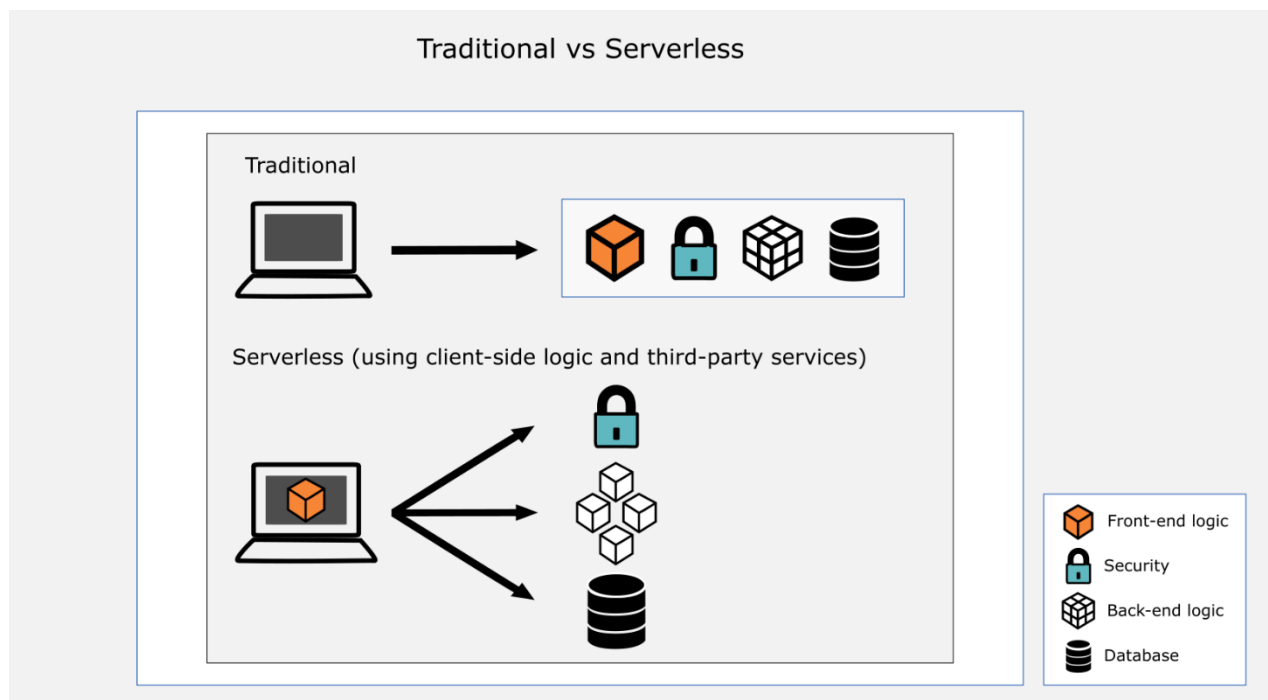 Traditional vs Serverless
Traditional
Serverless (using client-side logic and third-party services)
Front-end logic
Security
Back-end logic
Database